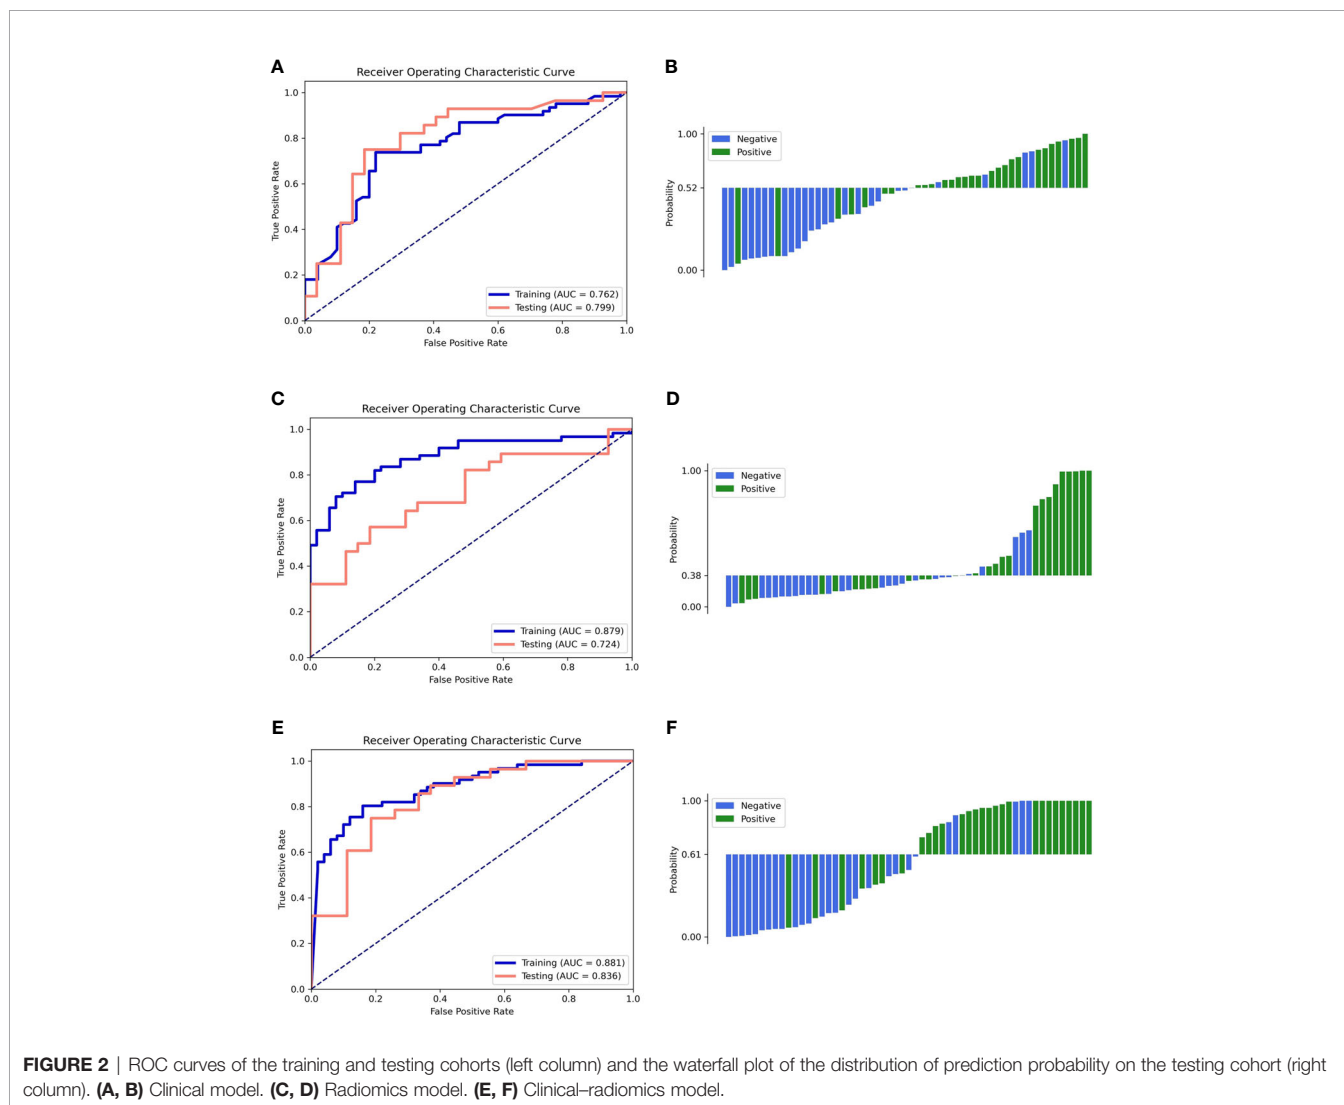 A
Receiver Operating Characteristic Curve
1.0
0.8
0.6
0.4
0.2
0.0
True Positive Rate
Training (AUC = 0.762)
Testing (AUC = 0.799)
0.0 0.2 0.4 0.6 0.8 1.0
False Positive Rate
B
1.00
0.52
0.00
Probability
Negative
Positive
C
Receiver Operating Characteristic Curve
1.0
0.8
0.6
0.4
0.2
0.0
True Positive Rate
Training (AUC = 0.879)
Testing (AUC = 0.724)
0.0 0.2 0.4 0.6 0.8 1.0
False Positive Rate
D
1.00
0.38
0.00
Probability
Negative
Positive
E
Receiver Operating Characteristic Curve
1.0
0.8
0.6
0.4
0.2
0.0
True Positive Rate
Training (AUC = 0.881)
Testing (AUC = 0.836)
0.0 0.2 0.4 0.6 0.8 1.0
False Positive Rate
F
1.00
0.61
0.00
Probability
Negative
Positive
FIGURE 2 | ROC curves of the training and testing cohorts (left column) and the waterfall plot of the distribution of prediction probability on the testing cohort (right
column). (A, B) Clinical model. (C, D) Radiomics model. (E, F) Clinical–radiomics model.